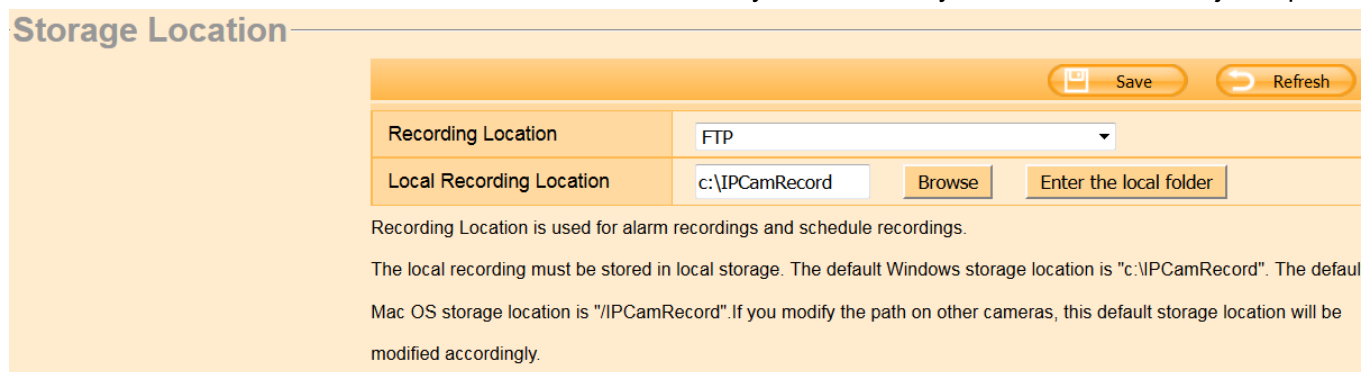 Storage Location
Save Refresh
Recording Location FTP
Local Recording Location c:\IPCamRecord Browse Enter the local folder
Recording Location is used for alarm recordings and schedule recordings.
The local recording must be stored in local storage. The default Windows storage location is "c:\IPCamRecord". The defaul
Mac OS storage location is "/IPCamRecord".If you modify the path on other cameras, this default storage location will be
modified accordingly.